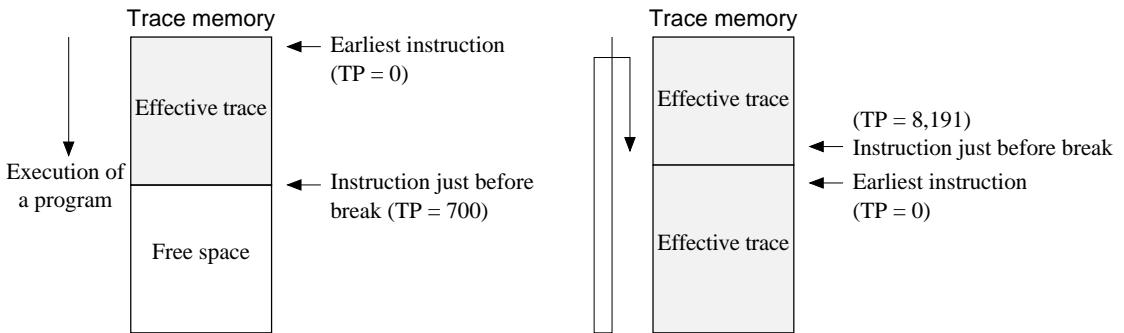 Trace memory
Earliest instruction
(TP = 0)
Effective trace
Execution of
a program
Instruction just before
break (TP = 700)
Free space
Trace memory
Effective trace
(TP = 8,191)
Instruction just before break
Earliest instruction
(TP = 0)
Effective trace